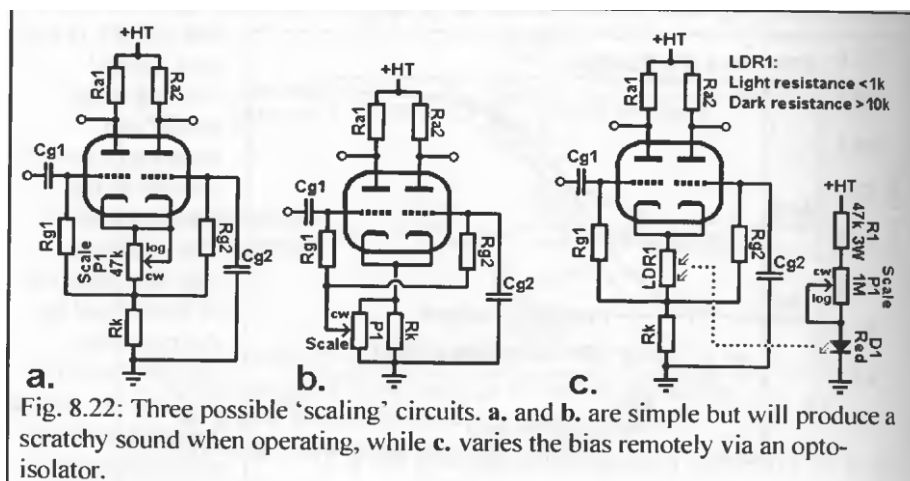 +HT
Ra1
Ra2
Cg1
Rg1
Scale
P1
47k
log
cw
Rg2
Cg2
Rk
a.
+HT
Ra1
Ra2
Cg1
Rg1
Rg2
cw
Scale
P1
Rk
Cg2
b.
+HT
Ra1
Ra2
LDR1:
Light resistance <1k
Dark resistance >10k
Cg1
Rg1
LDR1
Rg2
Cg2
Rk
+HT
R1
47k 3W
cw
log
P1
1M
Scale
D1
Red
c.
Fig. 8.22: Three possible ‘scaling’ circuits. a. and b. are simple but will produce a
scratchy sound when operating, while c. varies the bias remotely via an opto-
isolator.